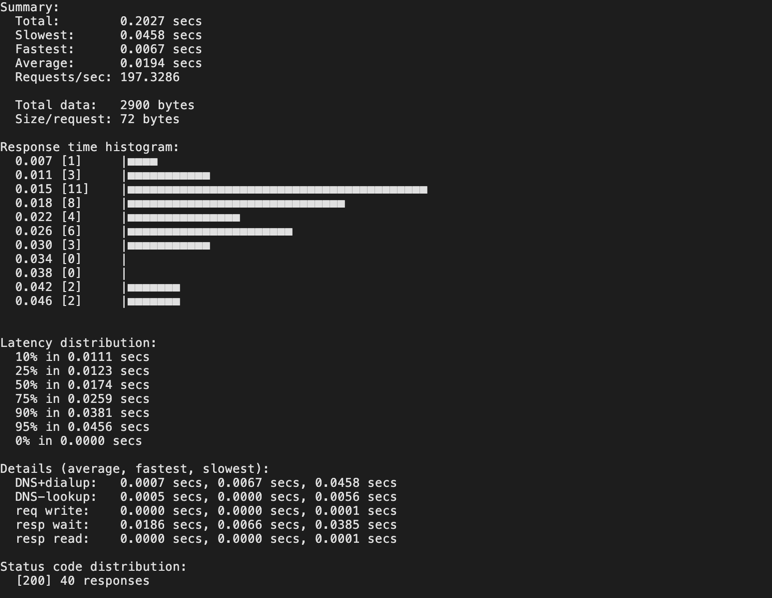 Summary:
  Total:        0.2027 secs
  Slowest:      0.0458 secs
  Fastest:      0.0067 secs
  Average:      0.0194 secs
  Requests/sec: 197.3286

  Total data:   2900 bytes
  Size/request: 72 bytes

Response time histogram:
  0.007 [1]     |■■■■
  0.011 [3]     |■■■■■■■■■■■
  0.015 [11]    |■■■■■■■■■■■■■■■■■■■■■■■■■■■■■■■■■■■■■■■■
  0.018 [8]     |■■■■■■■■■■■■■■■■■■■■■■■■■■■■■
  0.022 [4]     |■■■■■■■■■■■■■■■
  0.026 [6]     |■■■■■■■■■■■■■■■■■■■■■■
  0.030 [3]     |■■■■■■■■■■■
  0.034 [0]     |
  0.038 [0]     |
  0.042 [2]     |■■■■■■■
  0.046 [2]     |■■■■■■■


Latency distribution:
  10% in 0.0111 secs
  25% in 0.0123 secs
  50% in 0.0174 secs
  75% in 0.0259 secs
  90% in 0.0381 secs
  95% in 0.0456 secs
  0% in 0.0000 secs

Details (average, fastest, slowest):
  DNS+dialup:   0.0007 secs, 0.0067 secs, 0.0458 secs
  DNS-lookup:   0.0005 secs, 0.0000 secs, 0.0056 secs
  req write:    0.0000 secs, 0.0000 secs, 0.0001 secs
  resp wait:    0.0186 secs, 0.0066 secs, 0.0385 secs
  resp read:    0.0000 secs, 0.0000 secs, 0.0001 secs

Status code distribution:
  [200] 40 responses